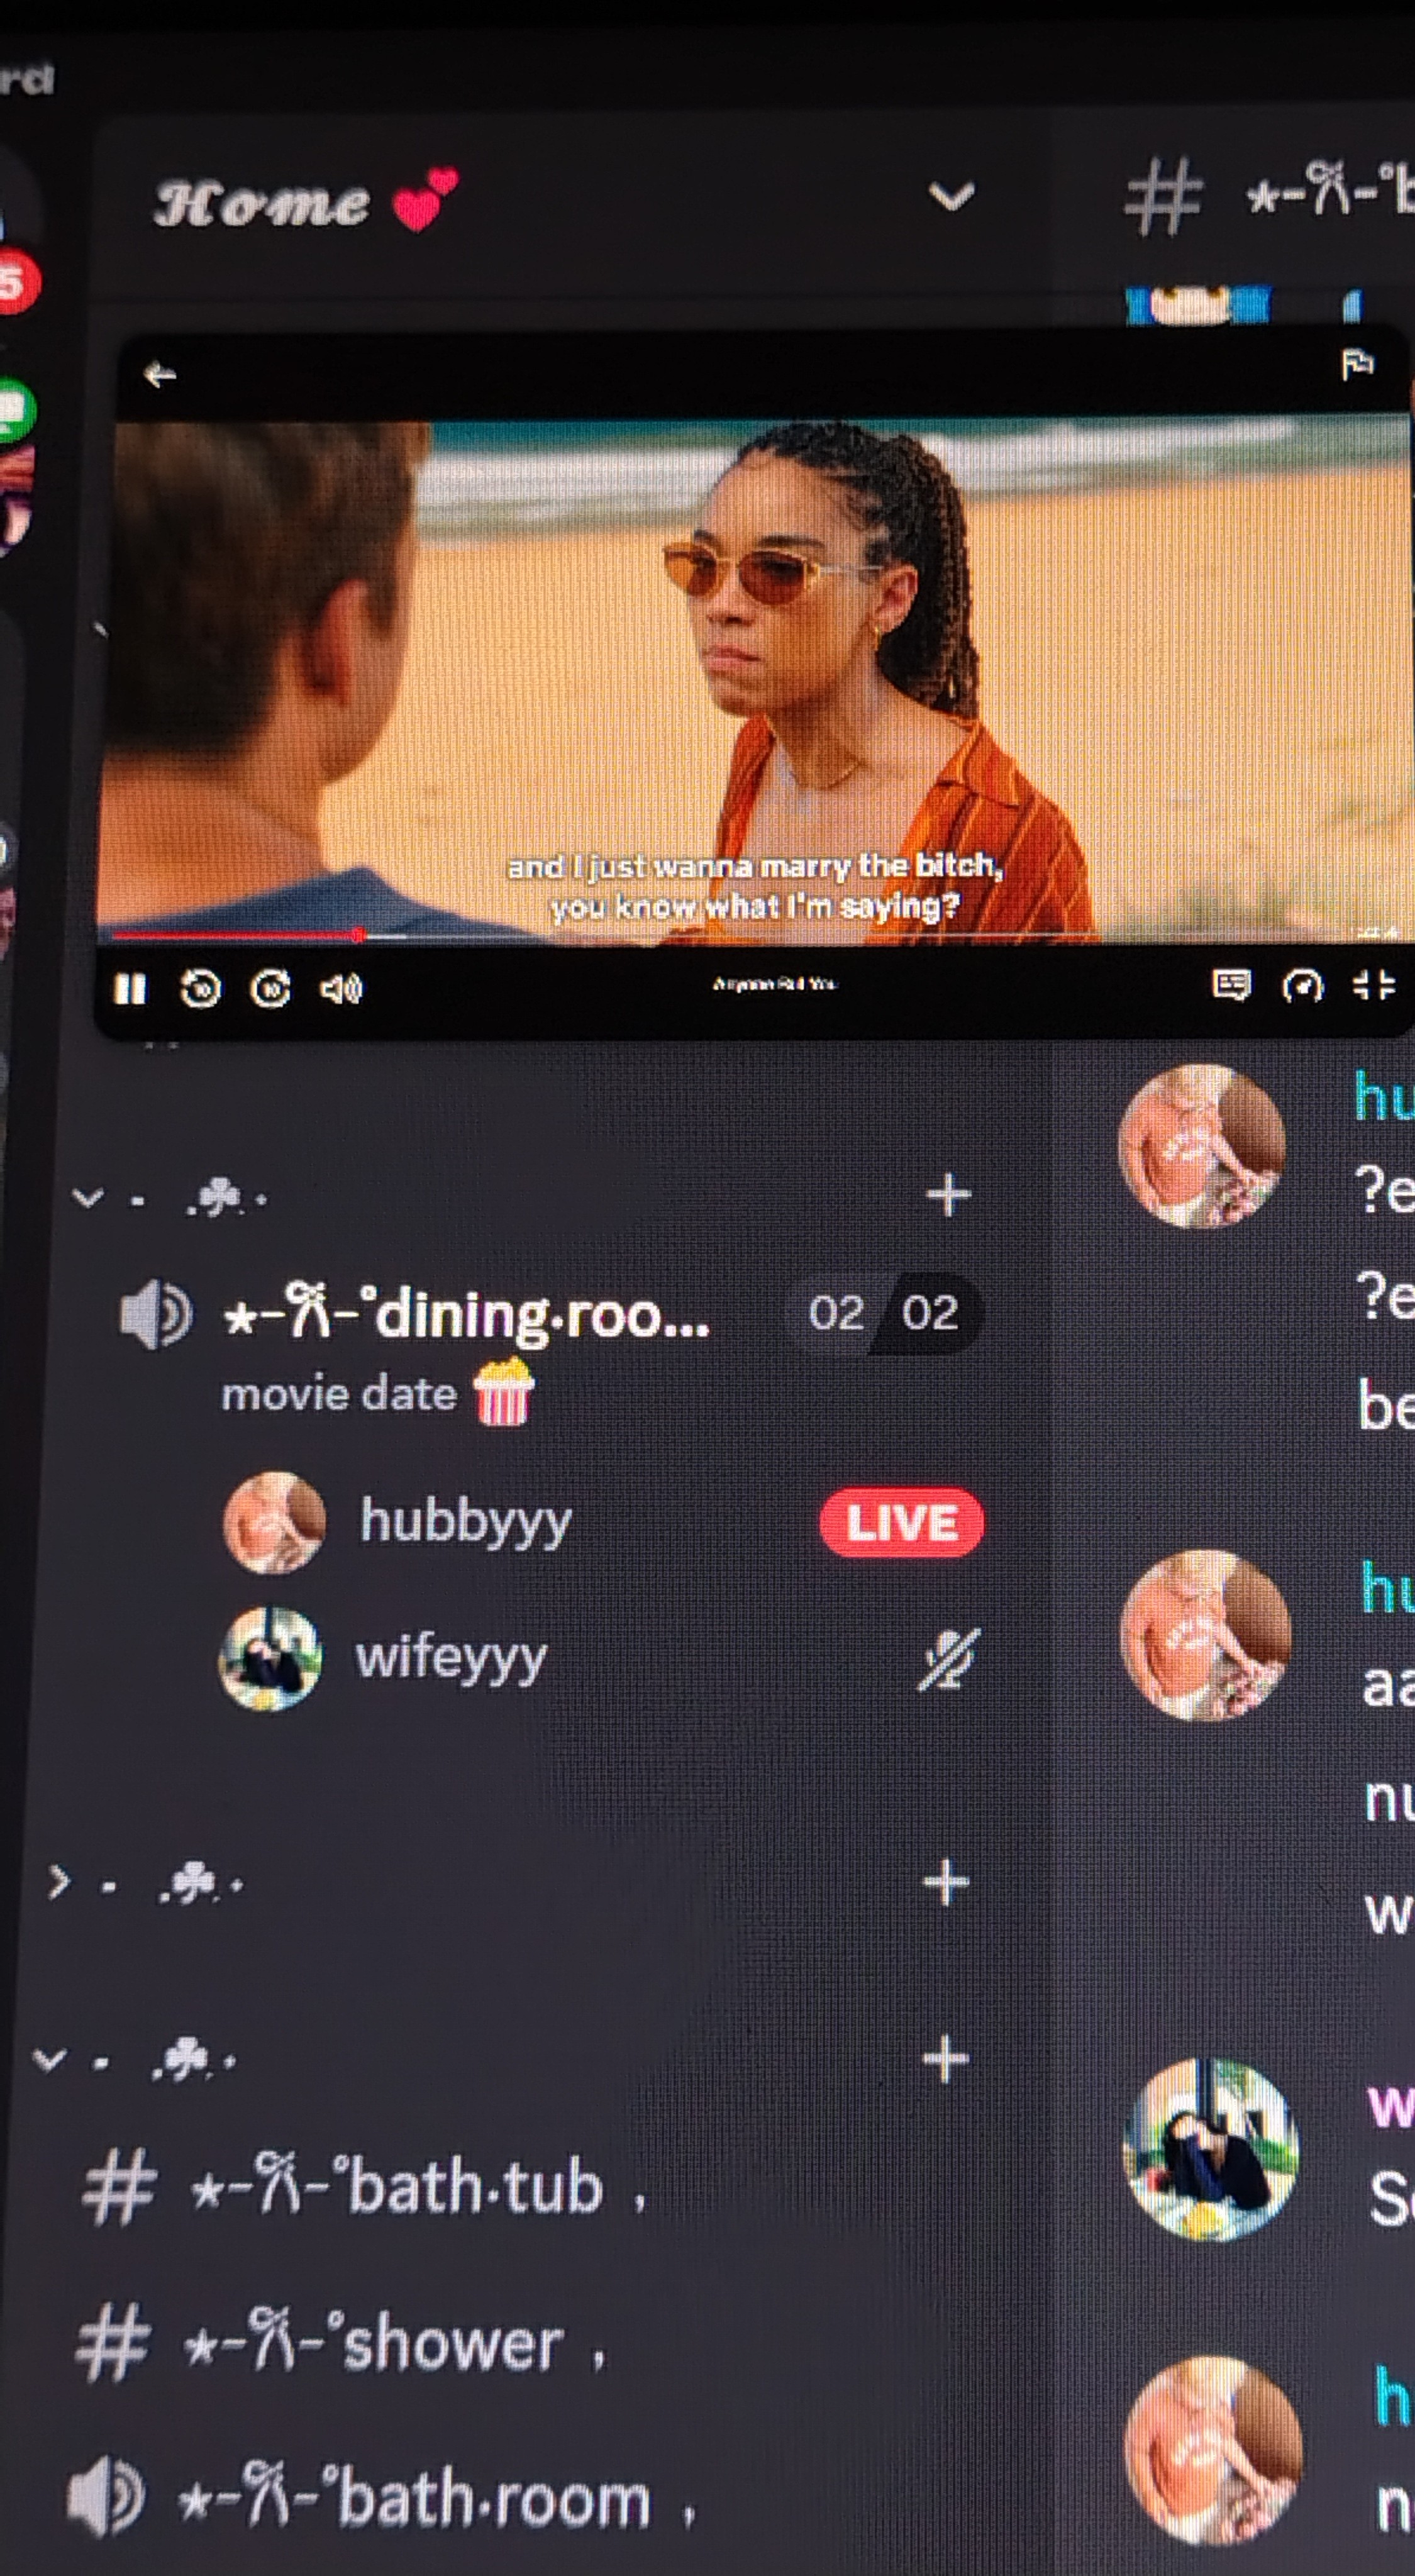 rd
Home 💕
# ⋆-𐙚-°b
5
and I just wanna marry the bitch,
you know what I'm saying?
Anyone But You
hu
?e
⋆-𐙚-°dining•roo... 02 02
?e
movie date 🍿
be
hubbyyy LIVE
hu
wifeyyy
aa
nu
w
w
# ⋆-𐙚-°bath•tub ,
S
# ⋆-𐙚-°shower ,
h
⋆-𐙚-°bath•room ,
n